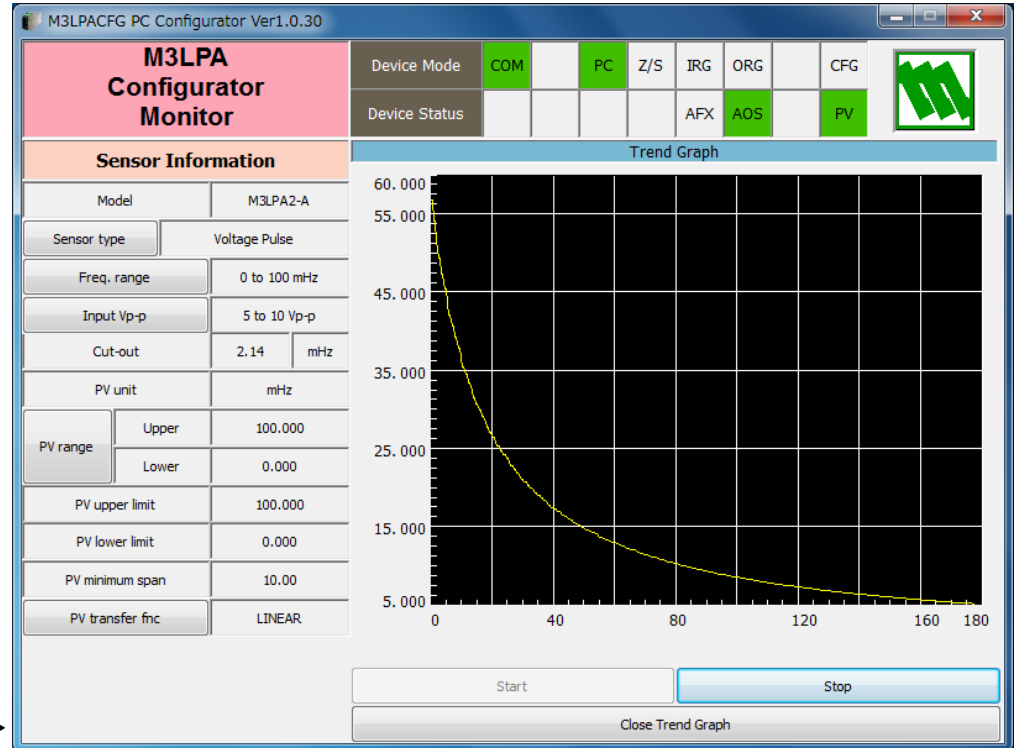 M3LPACFG PC Configurator Ver1.0.30
M3LPA
Configurator
Monitor
Device Mode COM PC Z/S IRG ORG CFG
Device Status AFX AOS PV
Sensor Information
Model M3LPA2-A
Sensor type Voltage Pulse
Freq. range 0 to 100 mHz
Input Vp-p 5 to 10 Vp-p
Cut-out 2.14 mHz
PV unit mHz
PV range Upper 100.000
Lower 0.000
PV upper limit 100.000
PV lower limit 0.000
PV minimum span 10.00
PV transfer fnc LINEAR
Trend Graph
60.000
55.000
45.000
35.000
25.000
15.000
5.000
0 40 80 120 160 180
Start Stop
Close Trend Graph